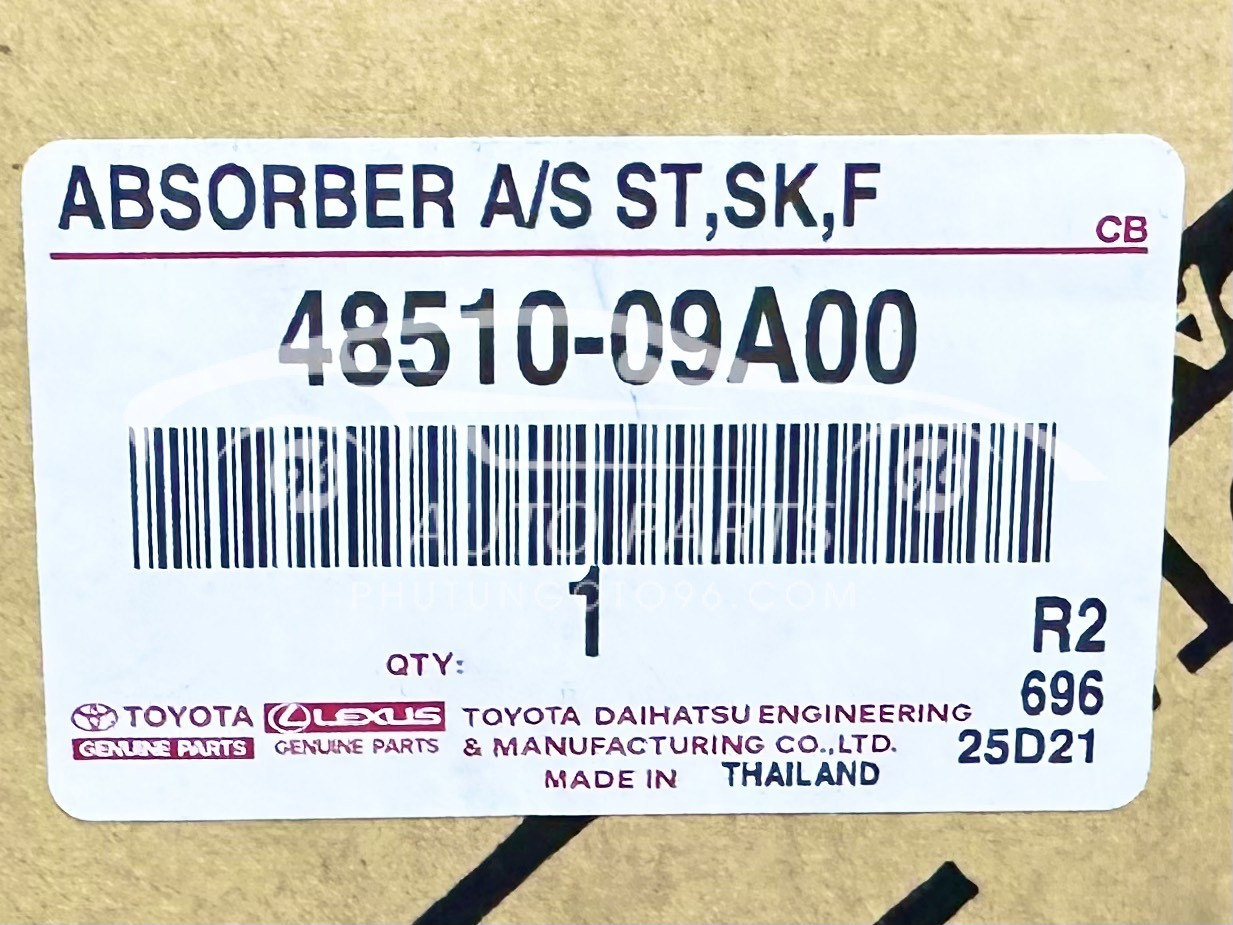 ABSORBER A/S ST,SK,F
CB
48510-09A00
AUTO PARTS
PHUTUNGOTO96.COM
1
QTY:
R2
696
25D21
TOYOTA
GENUINE PARTS
LEXUS
GENUINE PARTS
TOYOTA DAIHATSU ENGINEERING
& MANUFACTURING CO.,LTD.
MADE IN THAILAND